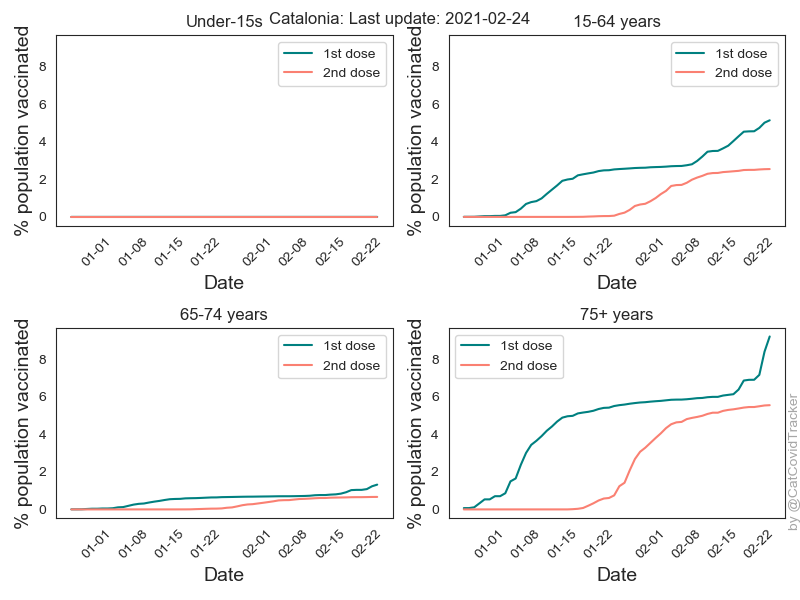 Catalonia: Last update: 2021-02-24
Under-15s
% population vaccinated
8
6
4
2
0
1st dose
2nd dose
01-01
01-08
01-15
01-22
02-01
02-08
02-15
02-22
Date
15-64 years
% population vaccinated
8
6
4
2
0
1st dose
2nd dose
01-01
01-08
01-15
01-22
02-01
02-08
02-15
02-22
Date
65-74 years
% population vaccinated
8
6
4
2
0
1st dose
2nd dose
01-01
01-08
01-15
01-22
02-01
02-08
02-15
02-22
Date
75+ years
% population vaccinated
8
6
4
2
0
1st dose
2nd dose
01-01
01-08
01-15
01-22
02-01
02-08
02-15
02-22
Date
by @CatCovidTracker